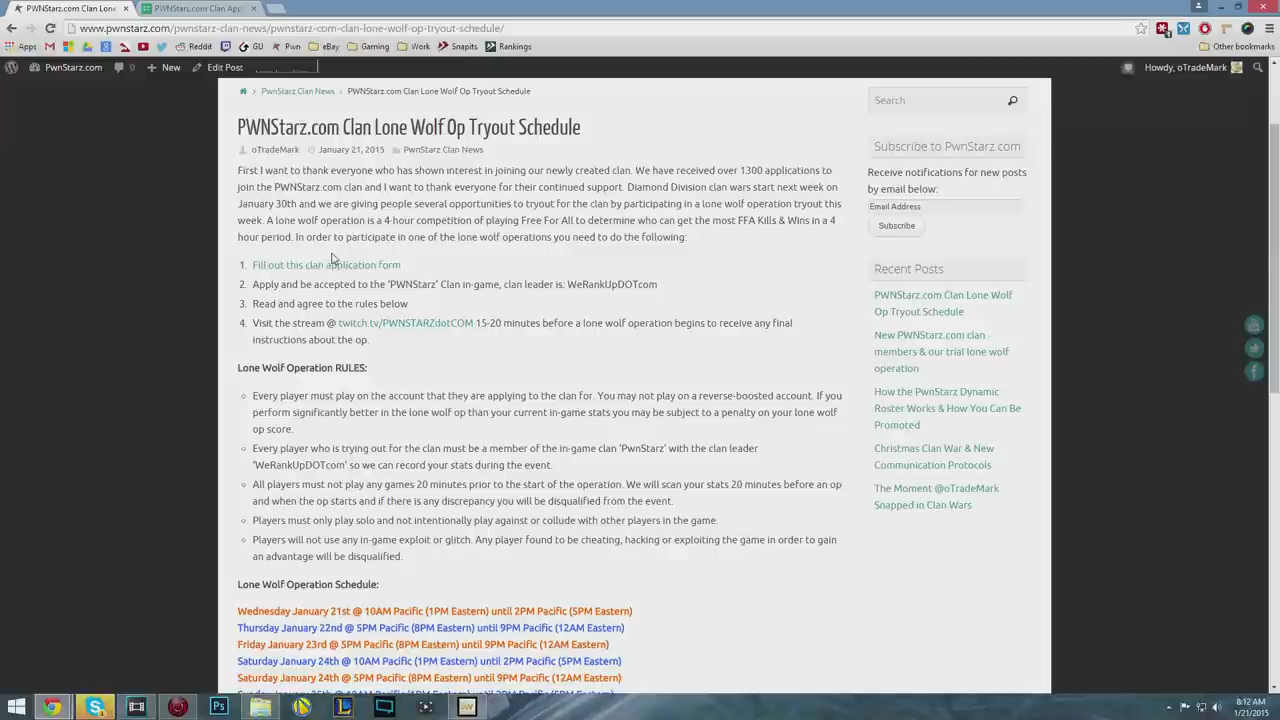 PWNStarz.com Clan Lone
PWNStarz.com Clan App
www.pwnstarz.com/pwnstarz-clan-news/pwnstarz-com-clan-lone-wolf-op-tryout-schedule/
Apps Reddit GU Pwn eBay Gaming Work Snapits Rankings Other bookmarks
PwnStarz.com 0 New Edit Post Howdy, oTradeMark
PwnStarz Clan News PWNStarz.com Clan Lone Wolf Op Tryout Schedule
PWNStarz.com Clan Lone Wolf Op Tryout Schedule
oTradeMark January 21, 2015 PwnStarz Clan News
First I want to thank everyone who has shown interest in joining our newly created clan. We have received over 1300 applications to
join the PWNStarz.com clan and I want to thank everyone for their continued support. Diamond Division clan wars start next week on
January 30th and we are giving people several opportunities to tryout for the clan by participating in a lone wolf operation tryout this
week. A lone wolf operation is a 4-hour competition of playing Free For All to determine who can get the most FFA Kills & Wins in a 4
hour period. In order to participate in one of the lone wolf operations you need to do the following:
1. Fill out this clan application form
2. Apply and be accepted to the ‘PWNStarz’ Clan in-game, clan leader is: WeRankUpDOTcom
3. Read and agree to the rules below
4. Visit the stream @ twitch.tv/PWNSTARZdotCOM 15-20 minutes before a lone wolf operation begins to receive any final
instructions about the op.
Lone Wolf Operation RULES:
Every player must play on the account that they are applying to the clan for. You may not play on a reverse-boosted account. If you
perform significantly better in the lone wolf op than your current in-game stats you may be subject to a penalty on your lone wolf
op score.
Every player who is trying out for the clan must be a member of the in-game clan ‘PwnStarz’ with the clan leader
‘WeRankUpDOTcom’ so we can record your stats during the event.
All players must not play any games 20 minutes prior to the start of the operation. We will scan your stats 20 minutes before an op
and when the op starts and if there is any discrepancy you will be disqualified from the event.
Players must only play solo and not intentionally play against or collude with other players in the game.
Players will not use any in-game exploit or glitch. Any player found to be cheating, hacking or exploiting the game in order to gain
an advantage will be disqualified.
Lone Wolf Operation Schedule:
Wednesday January 21st @ 10AM Pacific (1PM Eastern) until 2PM Pacific (5PM Eastern)
Thursday January 22nd @ 5PM Pacific (8PM Eastern) until 9PM Pacific (12AM Eastern)
Friday January 23rd @ 5PM Pacific (8PM Eastern) until 9PM Pacific (12AM Eastern)
Saturday January 24th @ 10AM Pacific (1PM Eastern) until 2PM Pacific (5PM Eastern)
Saturday January 24th @ 5PM Pacific (8PM Eastern) until 9PM Pacific (12AM Eastern)
Search
Subscribe to PwnStarz.com
Receive notifications for new posts
by email below:
Email Address
Subscribe
Recent Posts
PWNStarz.com Clan Lone Wolf
Op Tryout Schedule
New PWNStarz.com clan
members & our trial lone wolf
operation
How the PwnStarz Dynamic
Roster Works & How You Can Be
Promoted
Christmas Clan War & New
Communication Protocols
The Moment @oTradeMark
Snapped in Clan Wars
8:12 AM
1/21/2015